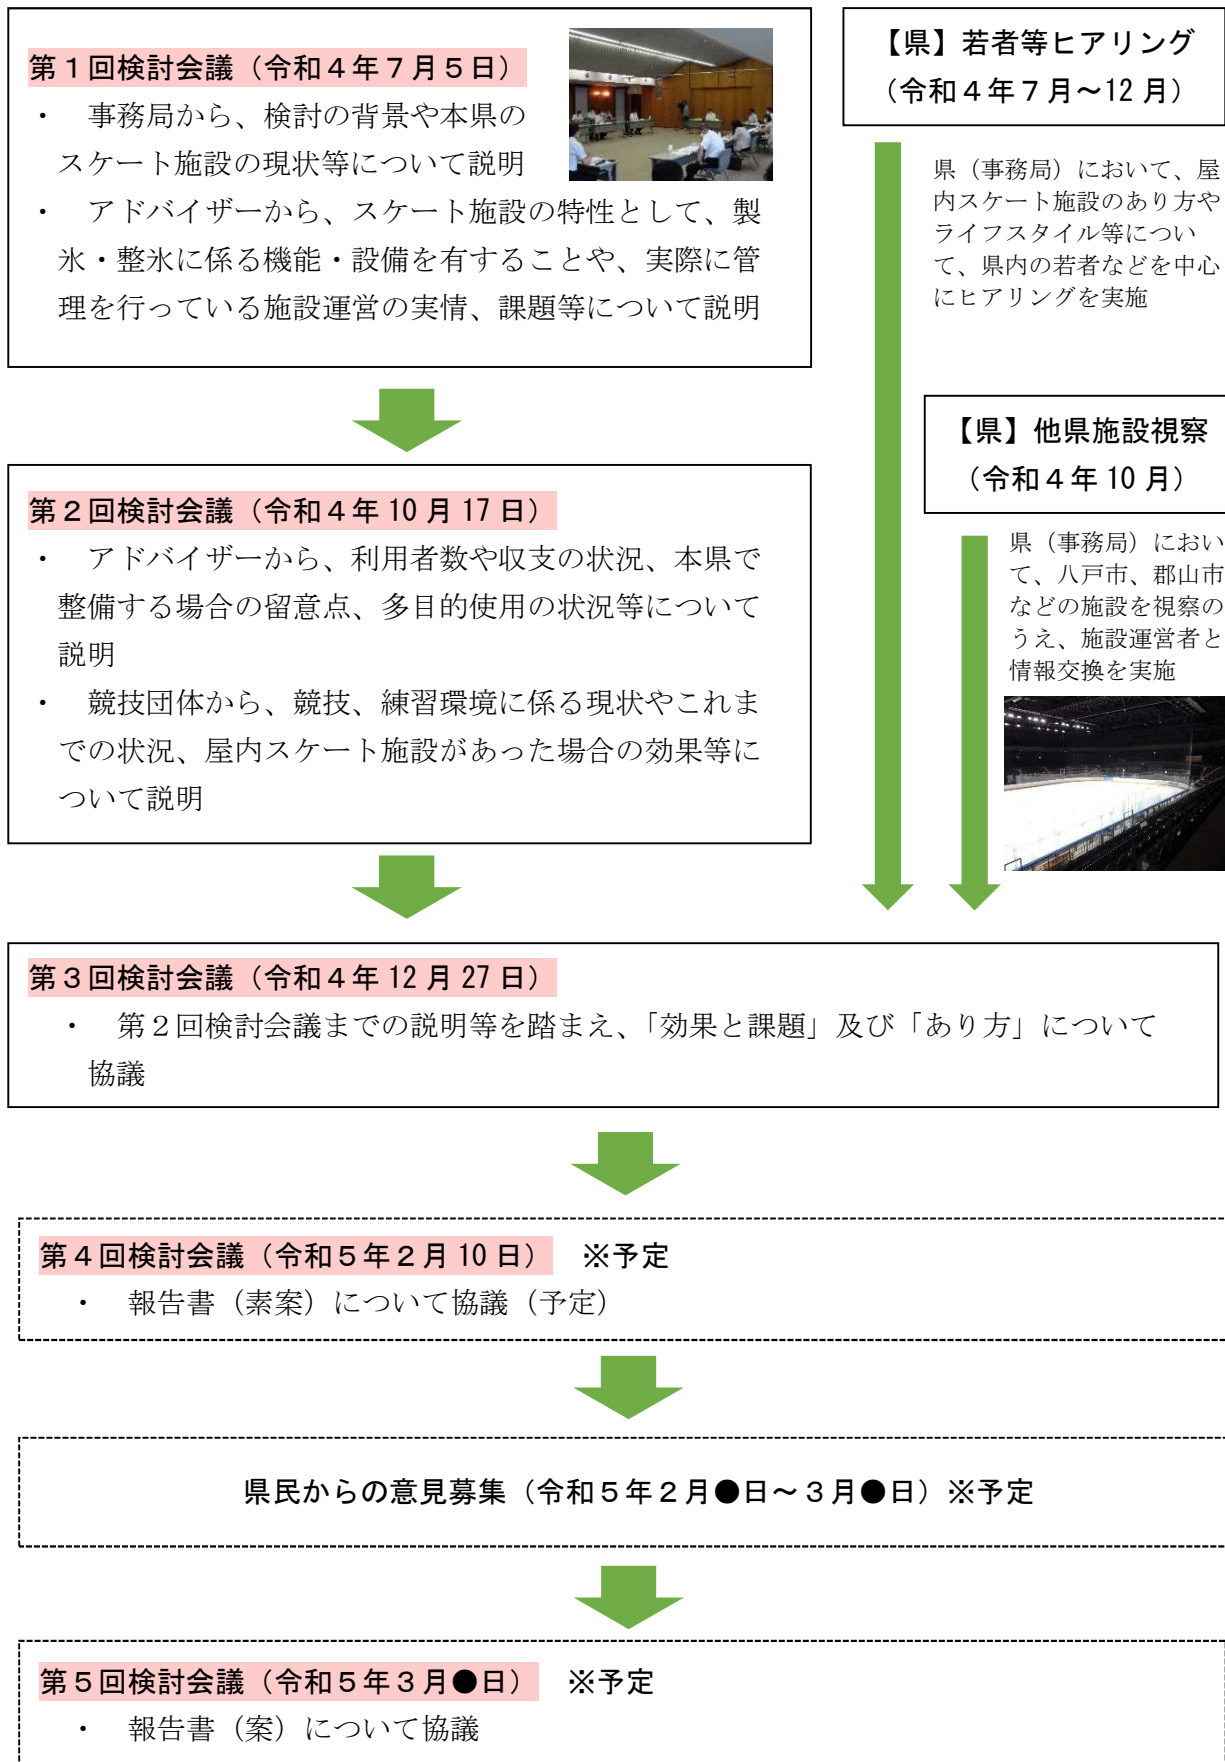 第１回検討会議（令和４年７月５日）
・　事務局から、検討の背景や本県の
スケート施設の現状等について説明
・　アドバイザーから、スケート施設の特性として、製
氷・整氷に係る機能・設備を有することや、実際に管
理を行っている施設運営の実情、課題等について説明
【県】若者等ヒアリング
（令和４年７月～12月）
県（事務局）において、屋
内スケート施設のあり方や
ライフスタイル等につい
て、県内の若者などを中心
にヒアリングを実施
【県】他県施設視察
（令和４年10月）
県（事務局）におい
て、八戸市、郡山市
などの施設を視察の
うえ、施設運営者と
情報交換を実施
第２回検討会議（令和４年10月17日）
・　アドバイザーから、利用者数や収支の状況、本県で
整備する場合の留意点、多目的使用の状況等について
説明
・　競技団体から、競技、練習環境に係る現状やこれま
での状況、屋内スケート施設があった場合の効果等に
ついて説明
第３回検討会議（令和４年12月27日）
・　第２回検討会議までの説明等を踏まえ、「効果と課題」及び「あり方」について
協議
第４回検討会議（令和５年２月10日）　※予定
・　報告書（素案）について協議（予定）
県民からの意見募集（令和５年２月●日～３月●日）※予定
第５回検討会議（令和５年３月●日）　※予定
・　報告書（案）について協議